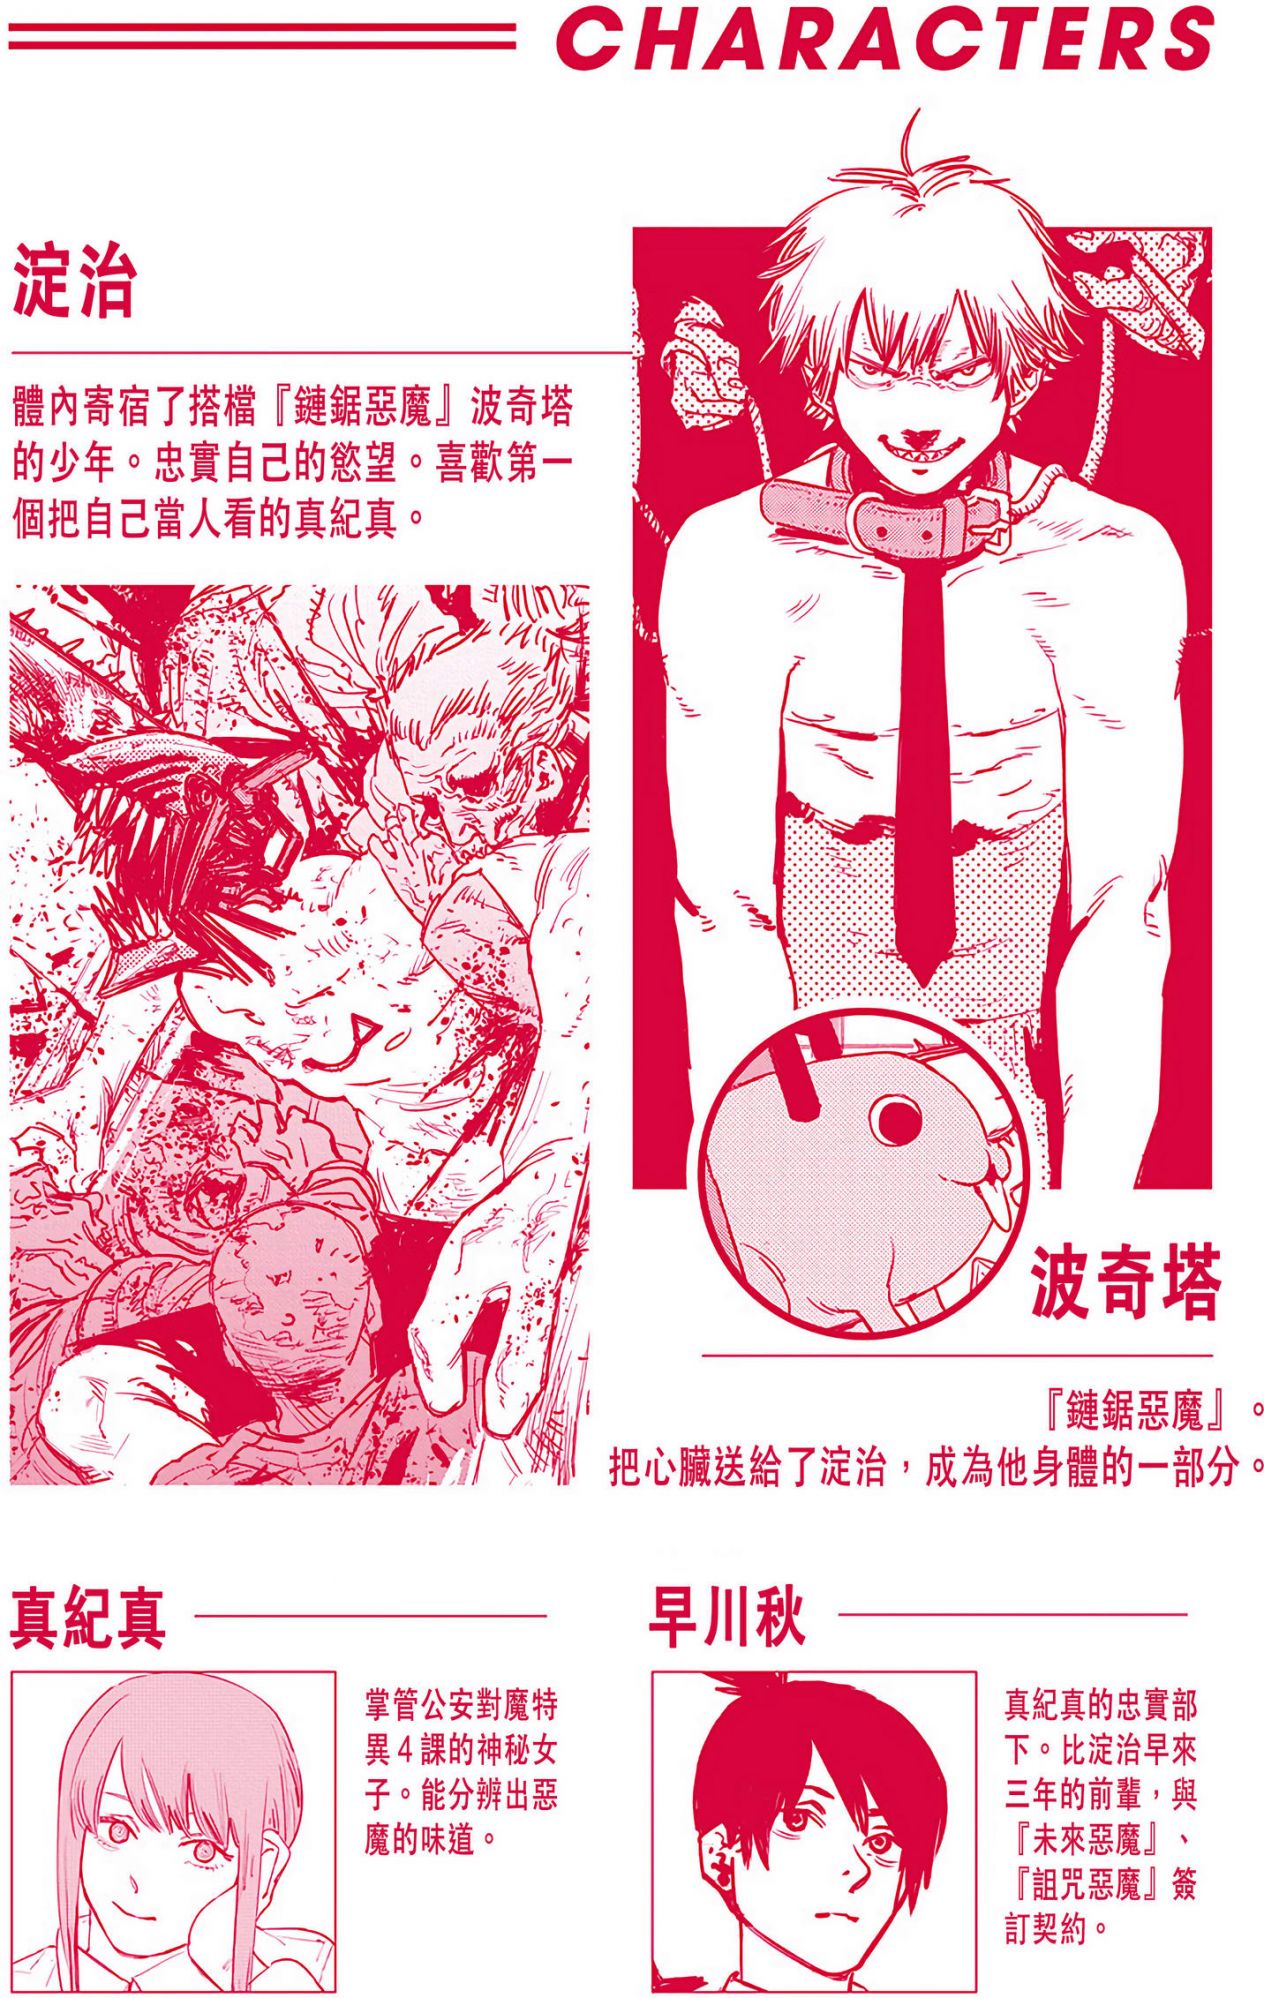 CHARACTERS
淀治
體內寄宿了搭檔『鏈鋸惡魔』波奇塔
的少年。忠實自己的慾望。喜歡第一
個把自己當人看的真紀真。
波奇塔
『鏈鋸惡魔』。
把心臟送給了淀治，成為他身體的一部分。
真紀真
掌管公安對魔特
異4課的神秘女
子。能分辨出惡
魔的味道。
早川秋
真紀真的忠實部
下。比淀治早來
三年的前輩，與
『未來惡魔』、
『詛咒惡魔』簽
訂契約。